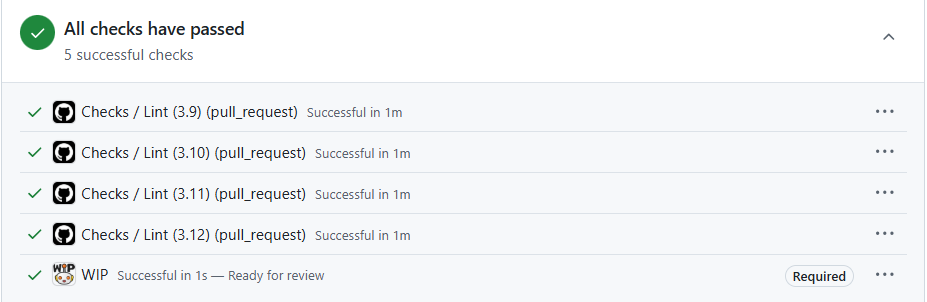 All checks have passed
5 successful checks
Checks / Lint (3.9) (pull_request) Successful in 1m
Checks / Lint (3.10) (pull_request) Successful in 1m
Checks / Lint (3.11) (pull_request) Successful in 1m
Checks / Lint (3.12) (pull_request) Successful in 1m
WIP WIP Successful in 1s — Ready for review Required